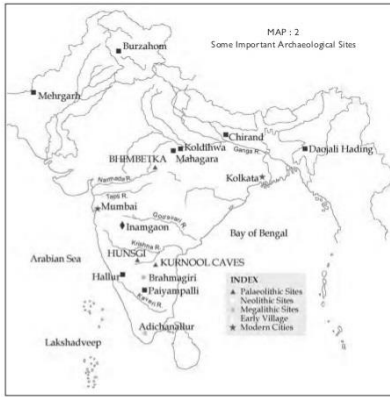 MAP : 2
Some Important Archaeological Sites
Burzahom
Mehrgarh
Chirand
Koldihwa
Mahagara
Ganga R.
Daojali Hading
BHIMBETKA
Narmada R.
Kolkata
Tapi R.
Mumbai
Godavari R.
Inamgaon
Bay of Bengal
Krishna R.
HUNSGI
KURNOOL CAVES
Arabian Sea
Hallur
Brahmagiri
Paiyampalli
Kaveri R.
Adichanallur
Lakshadveep
INDEX
Palaeolithic Sites
Neolithic Sites
Megalithic Sites
Early Village
Modern Cities